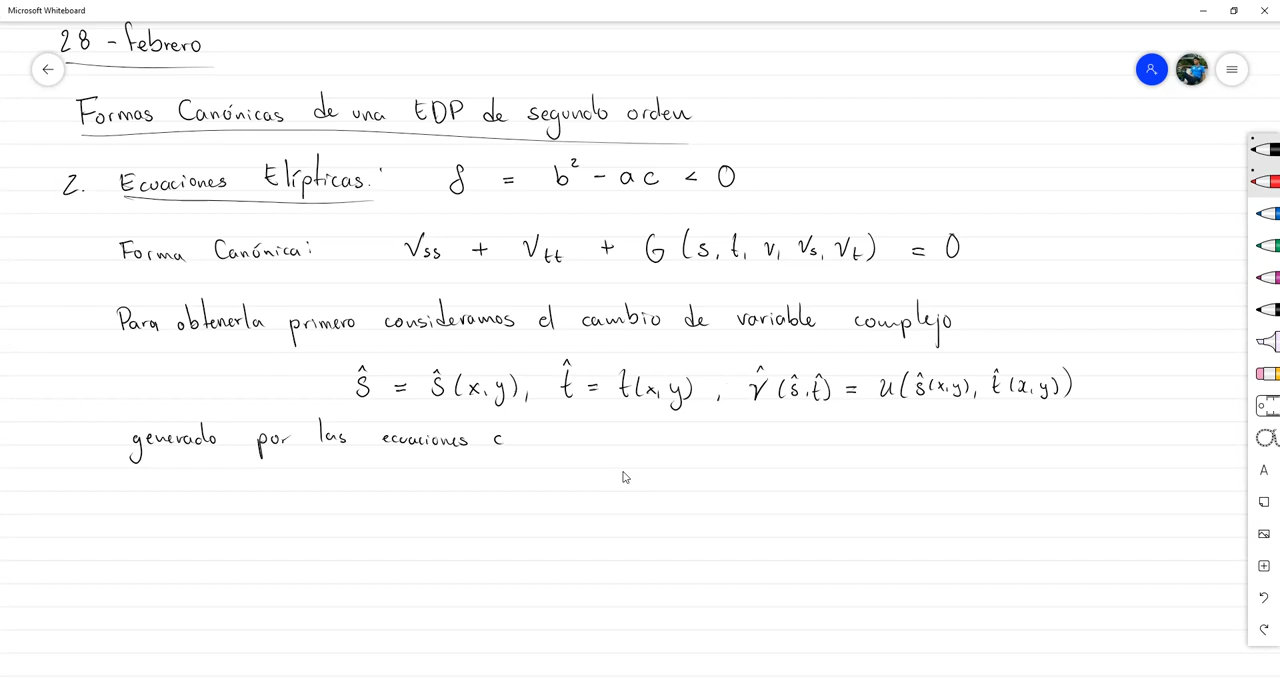 Microsoft Whiteboard
28 - febrero
Formas Canónicas de una EDP de segundo orden
2. Ecuaciones Elípticas: δ = b² - ac < 0
Forma Canónica: Vss + Vtt + G (s, t, v, Vs, Vt) = 0
Para obtenerla primero consideramos el cambio de variable complejo
ŝ = ŝ(x,y), t̂ = t(x,y), v̂(ŝ,t̂) = u(ŝ(x,y), t̂(x,y))
generado por las ecuaciones c
A